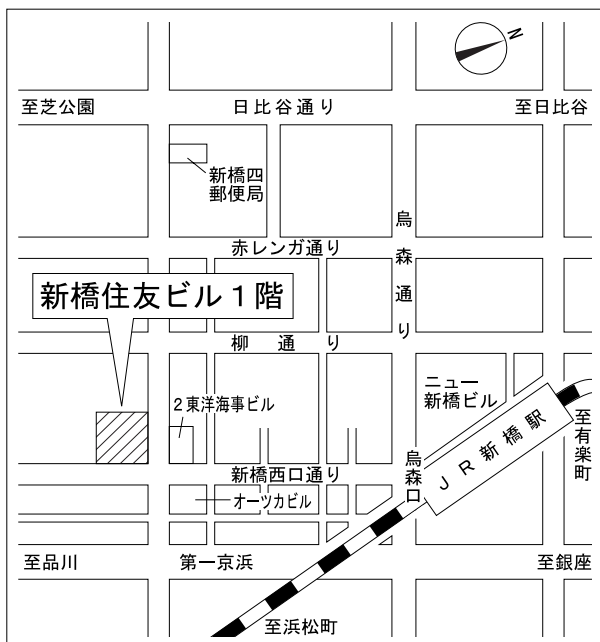 N
至芝公園
日比谷通り
至日比谷
新橋四
郵便局
烏森通り
赤レンガ通り
新橋住友ビル1階
柳通り
ニュー
新橋ビル
2東洋海事ビル
至有楽町
JR新橋駅
烏森口
新橋西口通り
オーツカビル
至品川
第一京浜
至銀座
至浜松町